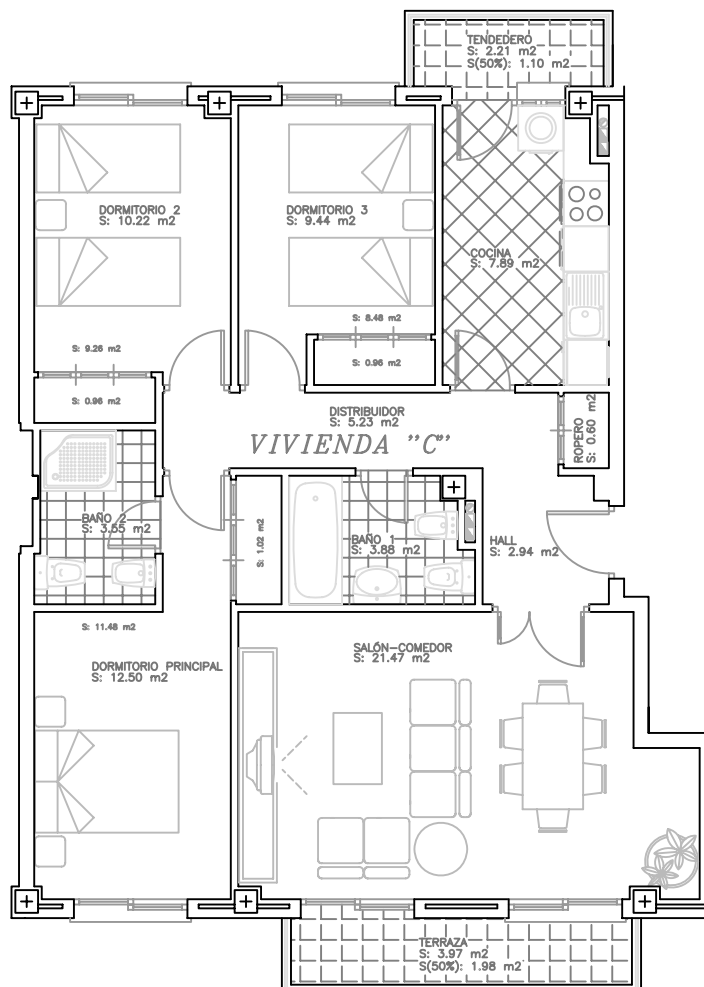 TENDEDERO
S: 2.21 m2
S(50%): 1.10 m2
DORMITORIO 2
S: 10.22 m2
DORMITORIO 3
S: 9.44 m2
COCINA
S: 7.89 m2
S: 8.48 m2
S: 9.26 m2
S: 0.96 m2
S: 0.96 m2
DISTRIBUIDOR
S: 5.23 m2
ROPERO
S: 0.60 m2
VIVIENDA "C"
BAÑO 2
S: 3.55 m2
S: 1.02 m2
BAÑO 1
S: 3.88 m2
HALL
S: 2.94 m2
S: 11.48 m2
DORMITORIO PRINCIPAL
S: 12.50 m2
SALÓN-COMEDOR
S: 21.47 m2
TERRAZA
S: 3.97 m2
S(50%): 1.98 m2